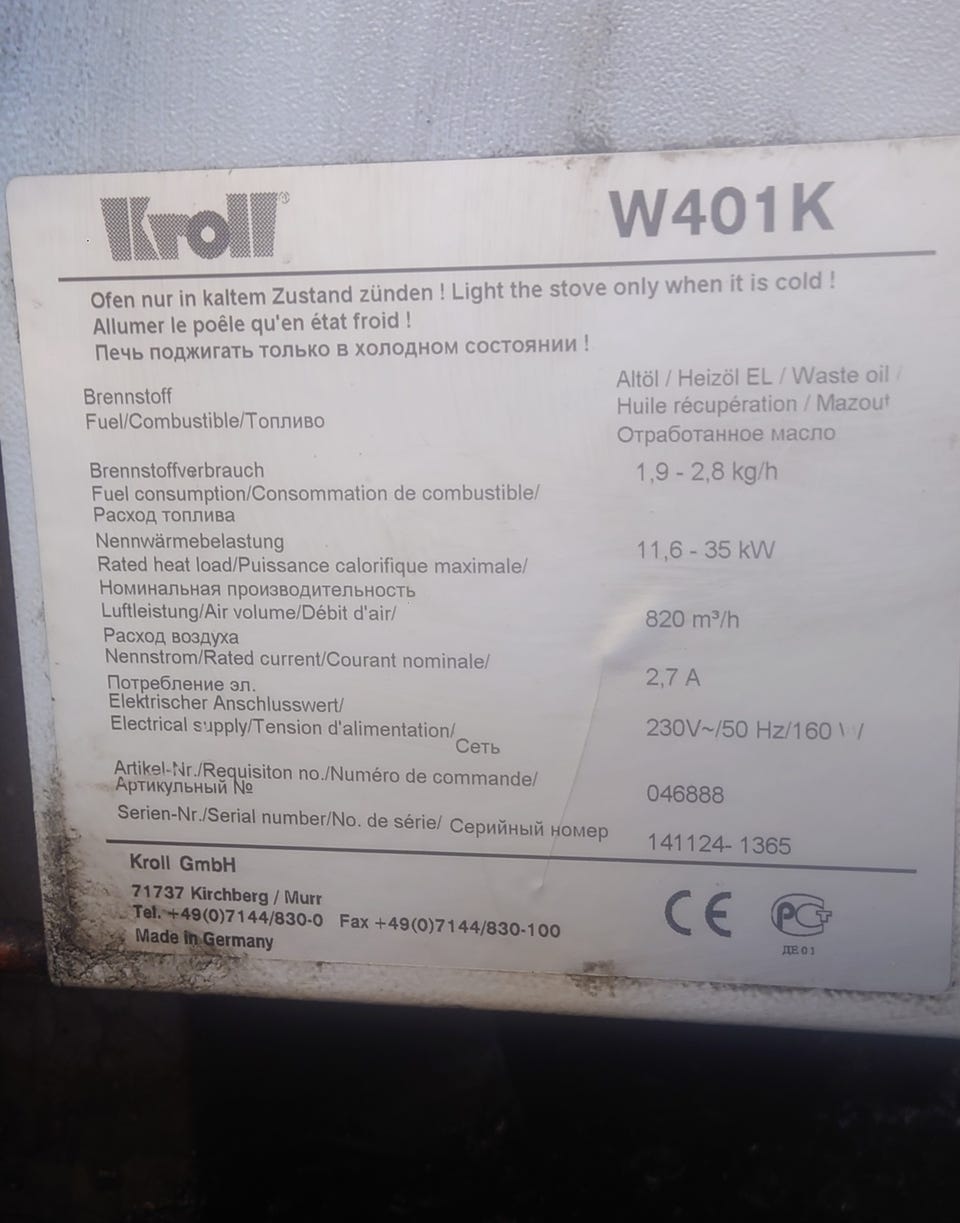 Kroll®
W401K
Ofen nur in kaltem Zustand zünden ! Light the stove only when it is cold !
Allumer le poêle qu'en état froid !
Печь поджигать только в холодном состоянии !
Brennstoff
Fuel/Combustible/Топливо
Altöl / Heizöl EL / Waste oil /
Huile récupération / Mazout
Отработанное масло
Brennstoffverbrauch
Fuel consumption/Consommation de combustible/
Расход топлива
1,9 - 2,8 kg/h
Nennwärmebelastung
Rated heat load/Puissance calorifique maximale/
Номинальная производительность
11,6 - 35 kW
Luftleistung/Air volume/Débit d'air/
Расход воздуха
820 m³/h
Nennstrom/Rated current/Courant nominale/
Потребление эл.
2,7 A
Elektrischer Anschlusswert/
Electrical supply/Tension d'alimentation/
Сеть
230V~/50 Hz/160
Artikel-Nr./Requisiton no./Numéro de commande/
Артикульный №
046888
Serien-Nr./Serial number/No. de série/ Серийный номер
141124- 1365
Kroll GmbH
71737 Kirchberg / Murr
Tel. +49(0)7144/830-0 Fax +49(0)7144/830-100
Made in Germany
CE
РСТ
ДЕ01